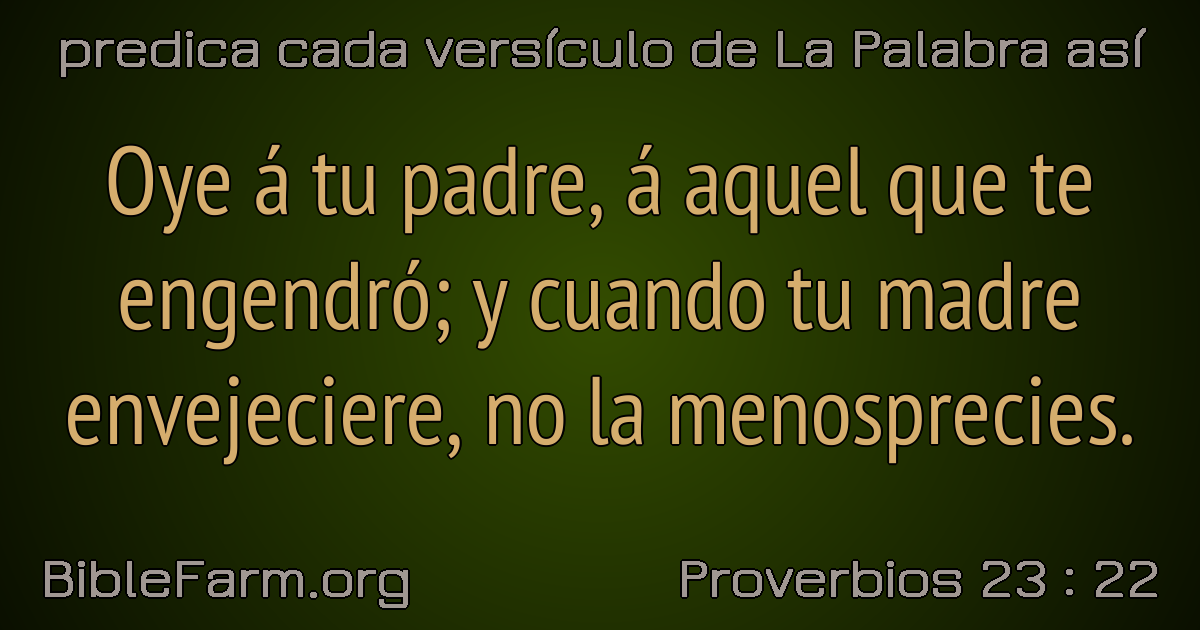 predica cada versículo de La Palabra así
Oye á tu padre, á aquel que te
engendró; y cuando tu madre
envejeciere, no la menosprecies.
BibleFarm.org
Proverbios 23 : 22